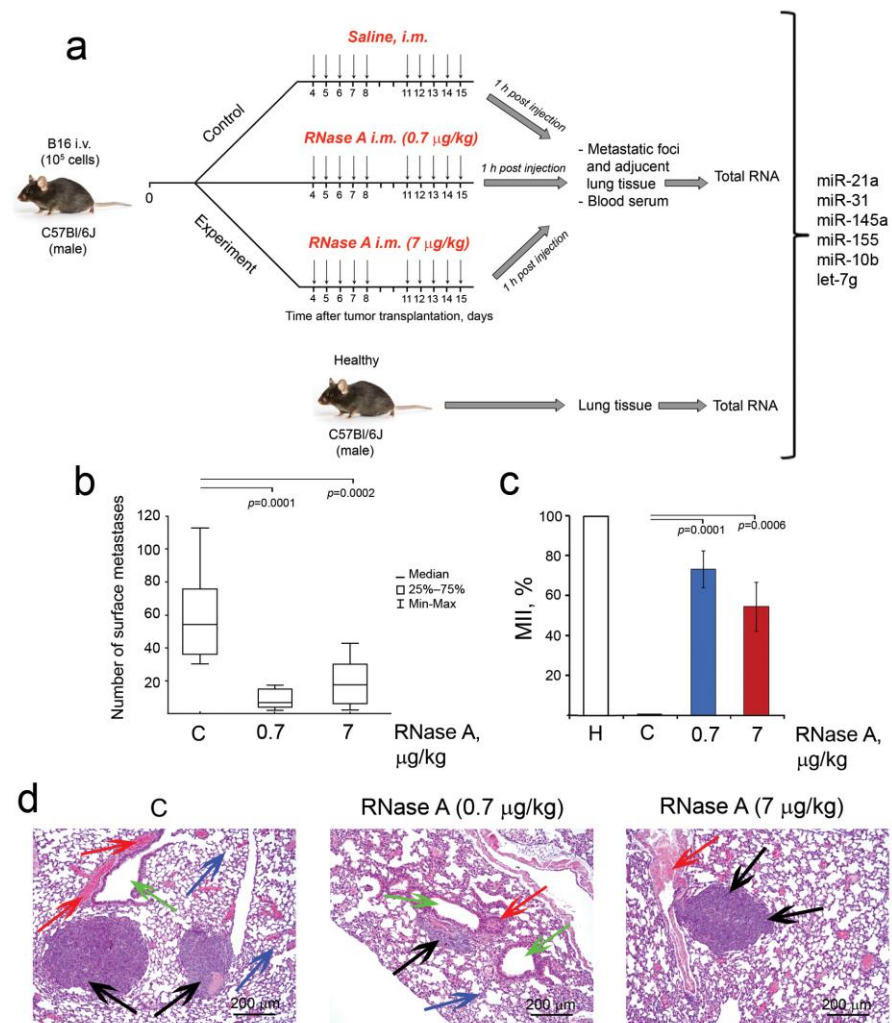 a
Saline, i.m.
4 5 6 7 8 11 12 13 14 15
1 h post injection
Control
B16 i.v.
(10⁵ cells)
C57Bl/6J
(male)
0
RNase A i.m. (0.7 μg/kg)
4 5 6 7 8 11 12 13 14 15
1 h post injection
- Metastatic foci
and adjucent
lung tissue
- Blood serum
Total RNA
Experiment
RNase A i.m. (7 μg/kg)
4 5 6 7 8 11 12 13 14 15
1 h post injection
Time after tumor transplantation, days
miR-21a
miR-31
miR-145a
miR-155
miR-10b
let-7g
Healthy
C57Bl/6J
(male)
Lung tissue
Total RNA
b
p=0.0001
p=0.0002
Number of surface metastases
120
100
80
60
40
20
Median
25%–75%
Min-Max
C 0.7 7 RNase A,
μg/kg
c
p=0.0001
p=0.0006
MII, %
100
80
60
40
20
0
H C 0.7 7 RNase A,
μg/kg
d
C
RNase A (0.7 μg/kg)
RNase A (7 μg/kg)
200 μm
200 μm
200 μm